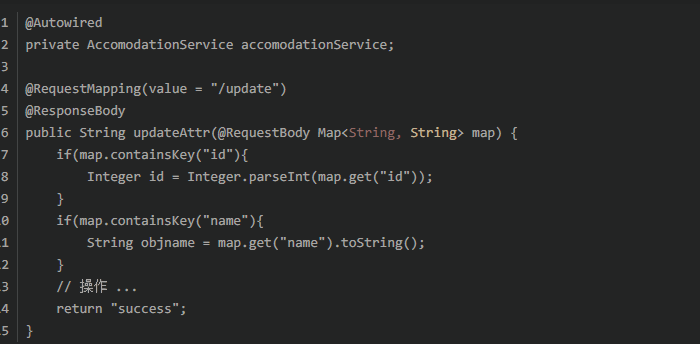 1 @Autowired
2 private AccomodationService accomodationService;
3
4 @RequestMapping(value = "/update")
5 @ResponseBody
6 public String updateAttr(@RequestBody Map<String, String> map) {
7     if(map.containsKey("id"){
8         Integer id = Integer.parseInt(map.get("id"));
9     }
0     if(map.containsKey("name"){
1         String objname = map.get("name").toString();
2     }
3     // 操作 ...
4     return "success";
5 }